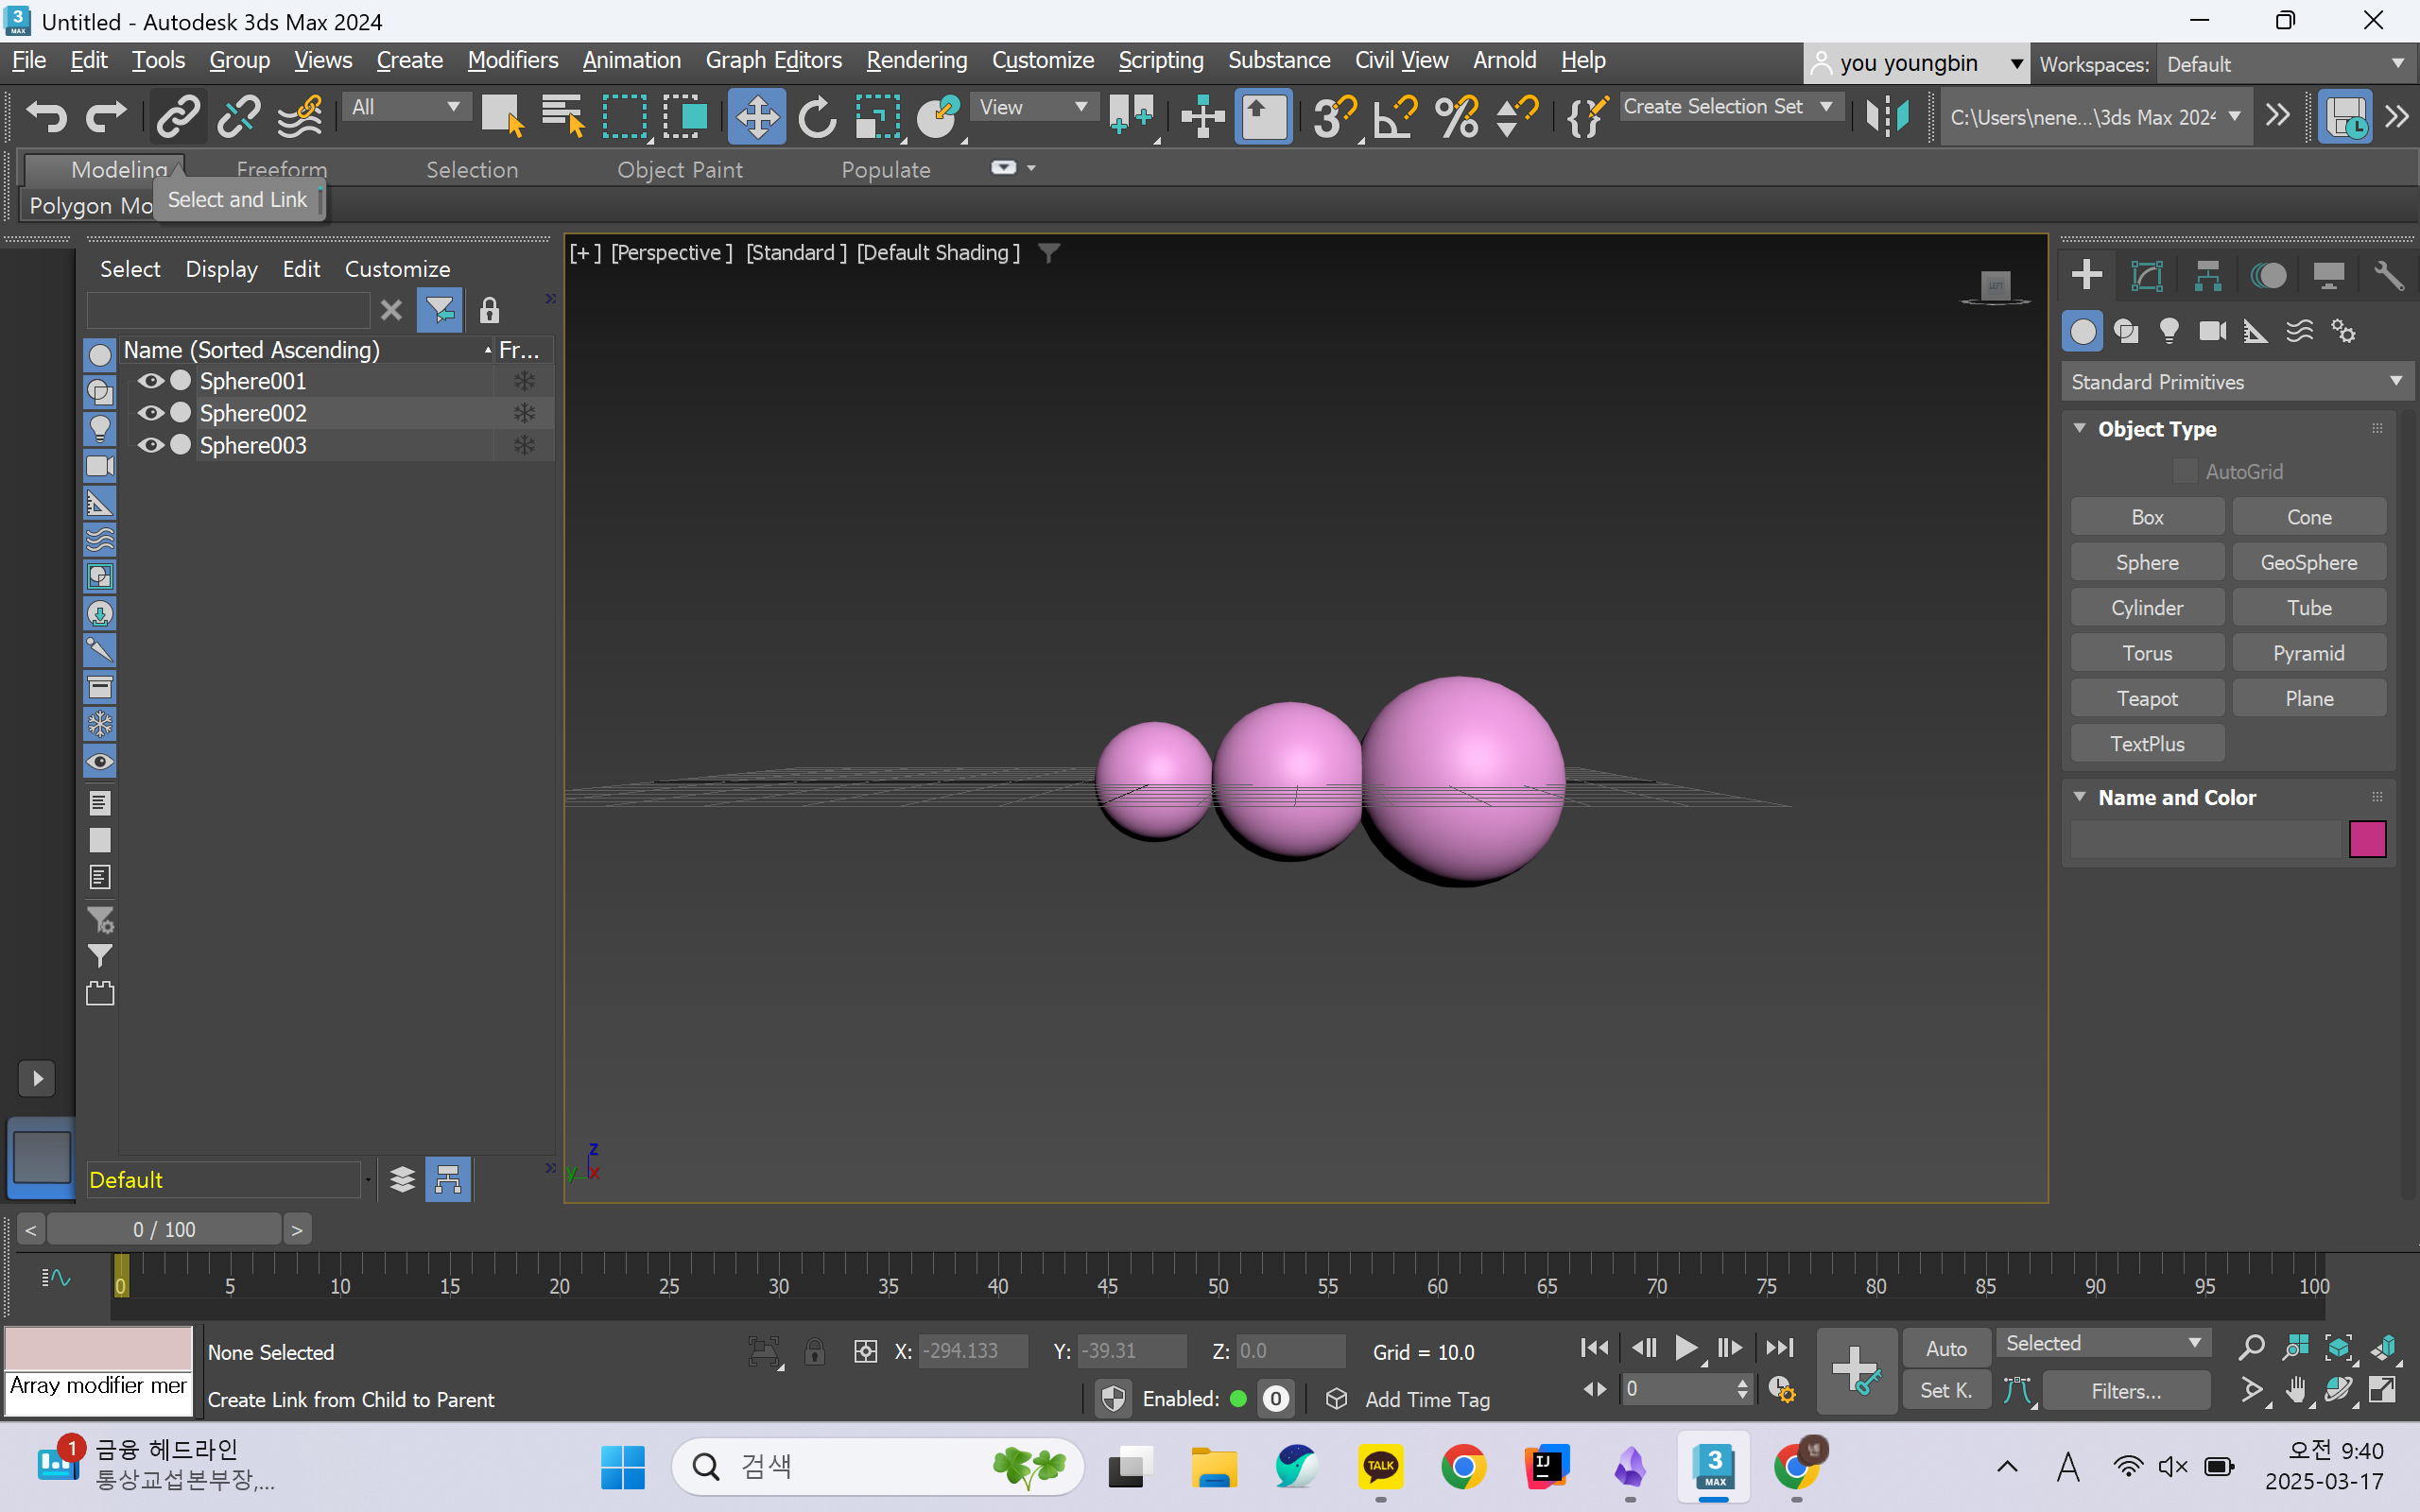 Untitled - Autodesk 3ds Max 2024
File Edit Tools Group Views Create Modifiers Animation Graph Editors Rendering Customize Scripting Substance Civil View Arnold Help
you youngbin
Workspaces: Default
All
View
Create Selection Set
C:\Users\nene...\3ds Max 2024
Modeling Freeform Selection Object Paint Populate
Polygon Mo
Select and Link
Select Display Edit Customize
Name (Sorted Ascending)
Fr...
Sphere001
Sphere002
Sphere003
Default
[+] [Perspective] [Standard] [Default Shading]
LEFT
z
y x
Standard Primitives
Object Type
AutoGrid
Box Cone
Sphere GeoSphere
Cylinder Tube
Torus Pyramid
Teapot Plane
TextPlus
Name and Color
< 0 / 100 >
0 5 10 15 20 25 30 35 40 45 50 55 60 65 70 75 80 85 90 95 100
Array modifier mer
None Selected
Create Link from Child to Parent
X: -294.133 Y: -39.31 Z: 0.0 Grid = 10.0
Enabled: 0 Add Time Tag
0
Auto Selected
Set K. Filters...
1
금융 헤드라인
통상교섭본부장,...
검색
TALK
IJ
3
MAX
A
오전 9:40
2025-03-17